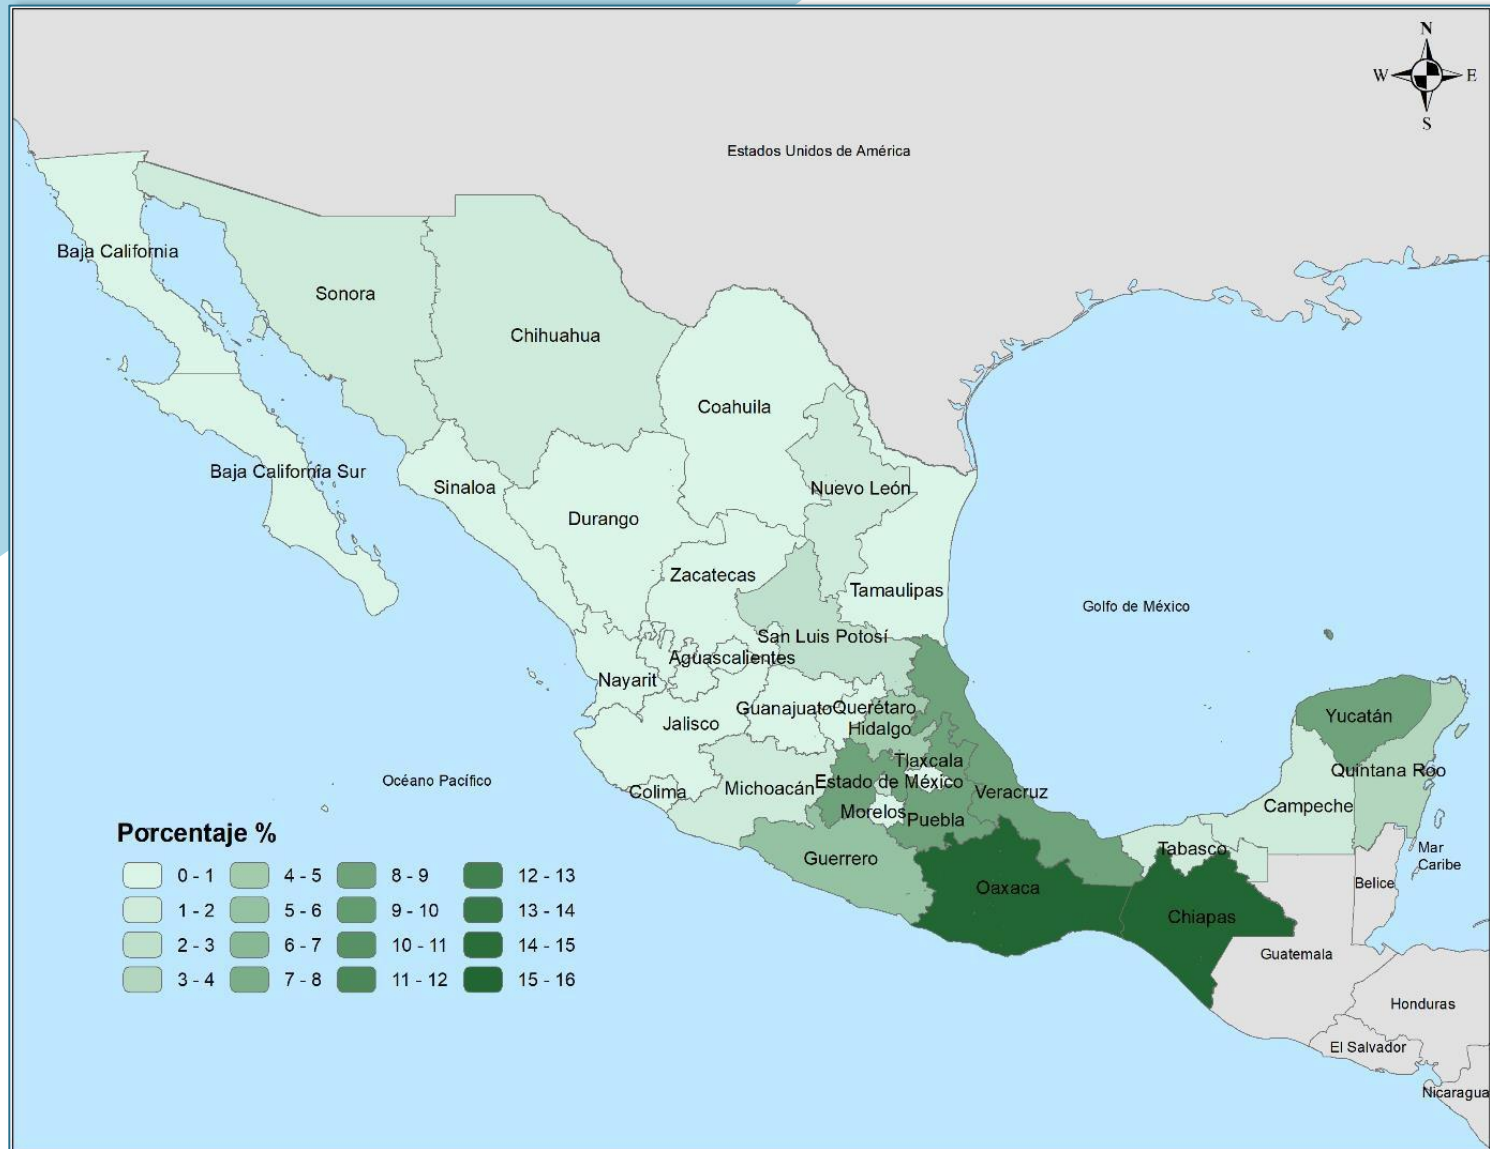 N
W E
S
Estados Unidos de América
Baja California
Sonora
Chihuahua
Coahuila
Baja California Sur
Sinaloa
Nuevo León
Durango
Zacatecas
Tamaulipas
Golfo de México
San Luis Potosí
Aguascalientes
Nayarit
Guanajuato
Querétaro
Jalisco
Hidalgo
Yucatán
Tlaxcala
Quintana Roo
Océano Pacífico
Colima
Michoacán
Estado de México
Veracruz
Campeche
Morelos
Puebla
Guerrero
Tabasco
Mar
Caribe
Oaxaca
Belice
Chiapas
Guatemala
Honduras
El Salvador
Nicaragua
Porcentaje %
0 - 1 4 - 5 8 - 9 12 - 13
1 - 2 5 - 6 9 - 10 13 - 14
2 - 3 6 - 7 10 - 11 14 - 15
3 - 4 7 - 8 11 - 12 15 - 16